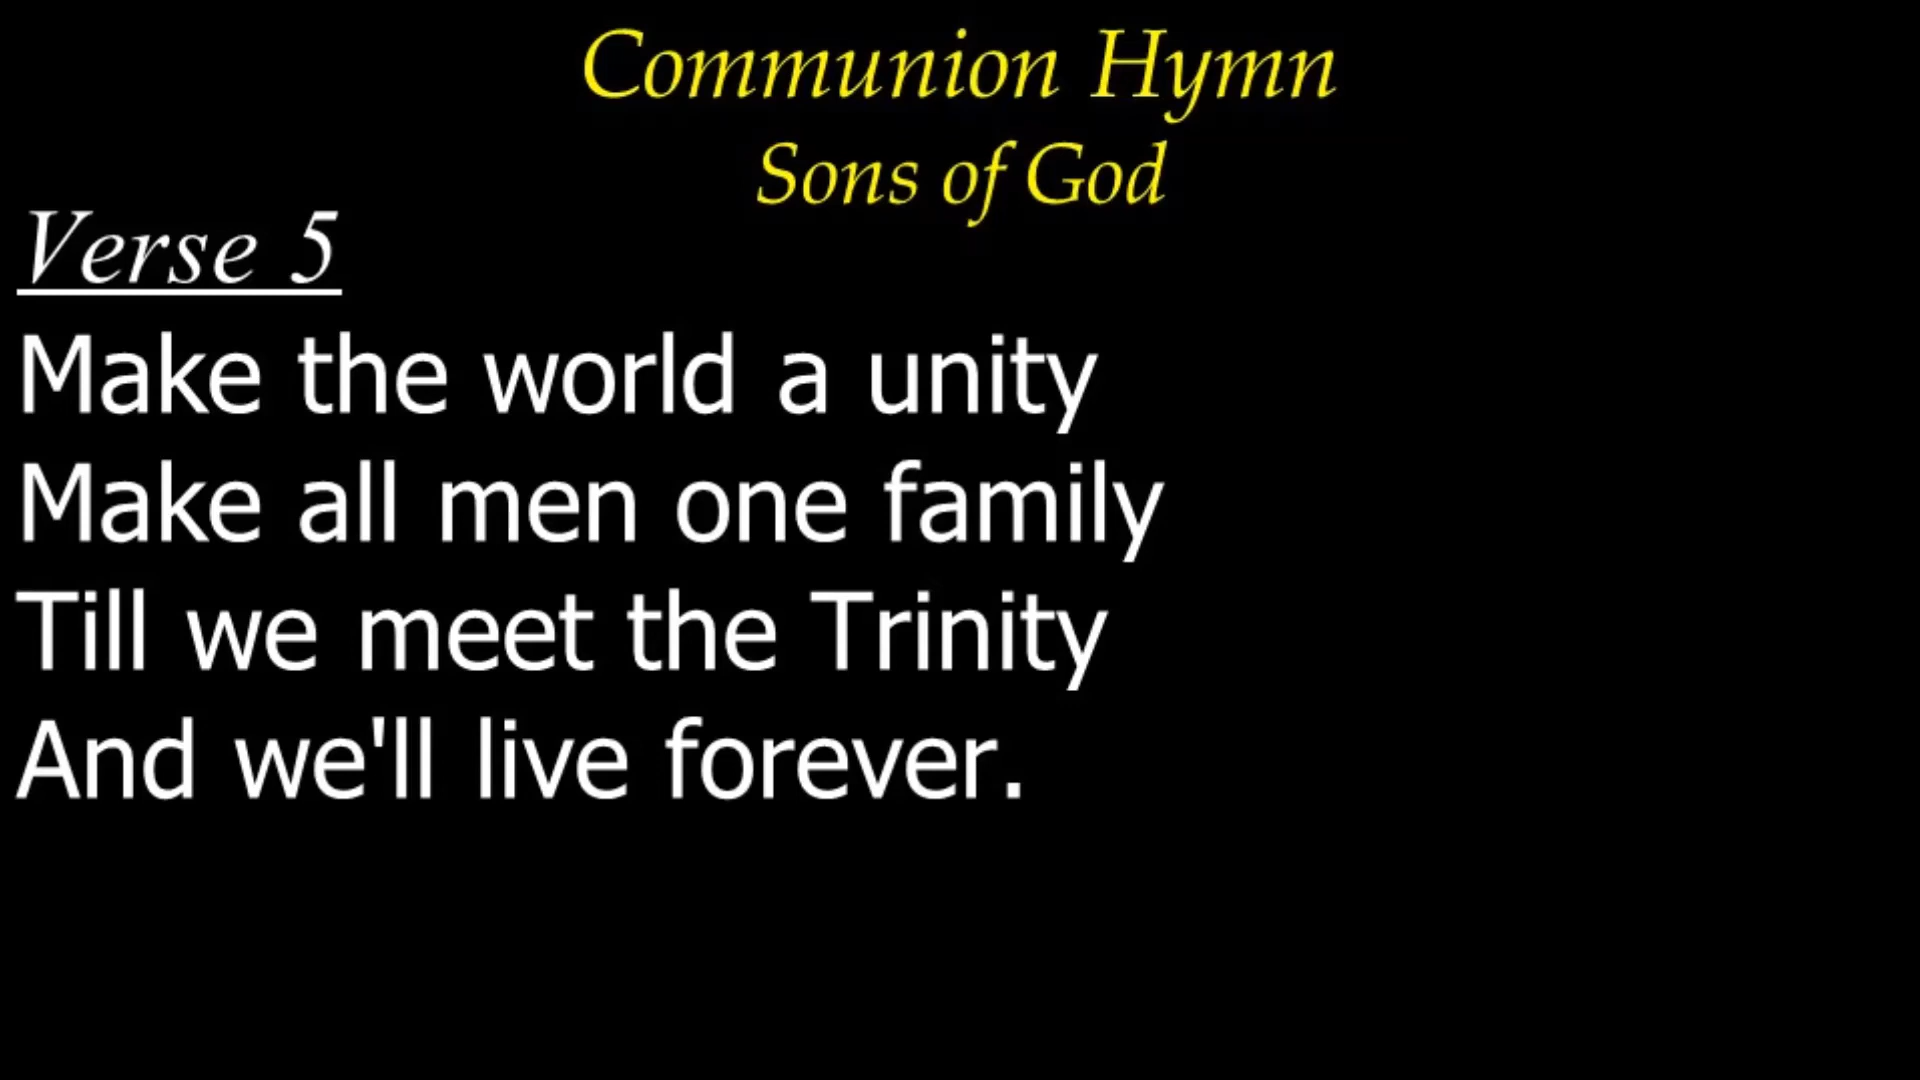 Communion Hymn
Sons of God
Verse 5
Make the world a unity
Make all men one family
Till we meet the Trinity
And we'll live forever.